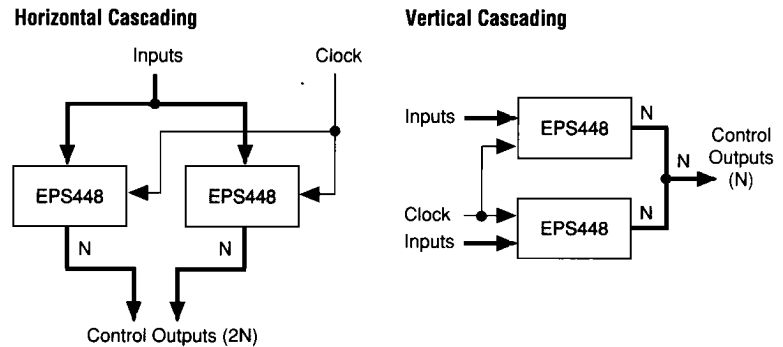 Horizontal Cascading
Inputs
Clock
EPS448
EPS448
N
N
Control Outputs (2N)
Vertical Cascading
Inputs
EPS448
N
Control
Outputs
(N)
N
Clock
Inputs
EPS448
N